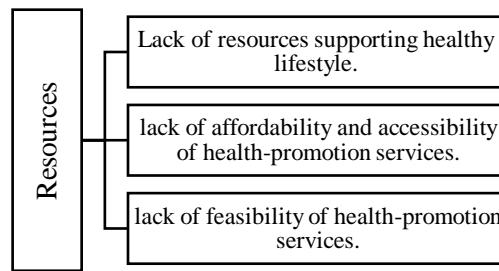 Resources
Lack of resources supporting healthy
lifestyle.
lack of affordability and accessibility
of health-promotion services.
lack of feasibility of health-promotion
services.